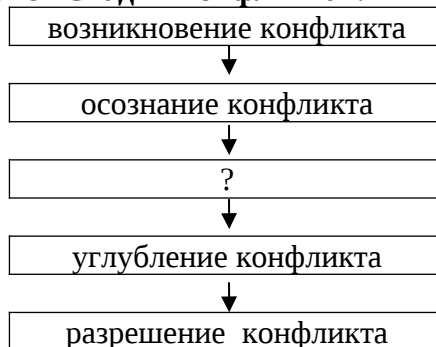 возникновение конфликта
осознание конфликта
?
углубление конфликта
разрешение конфликта